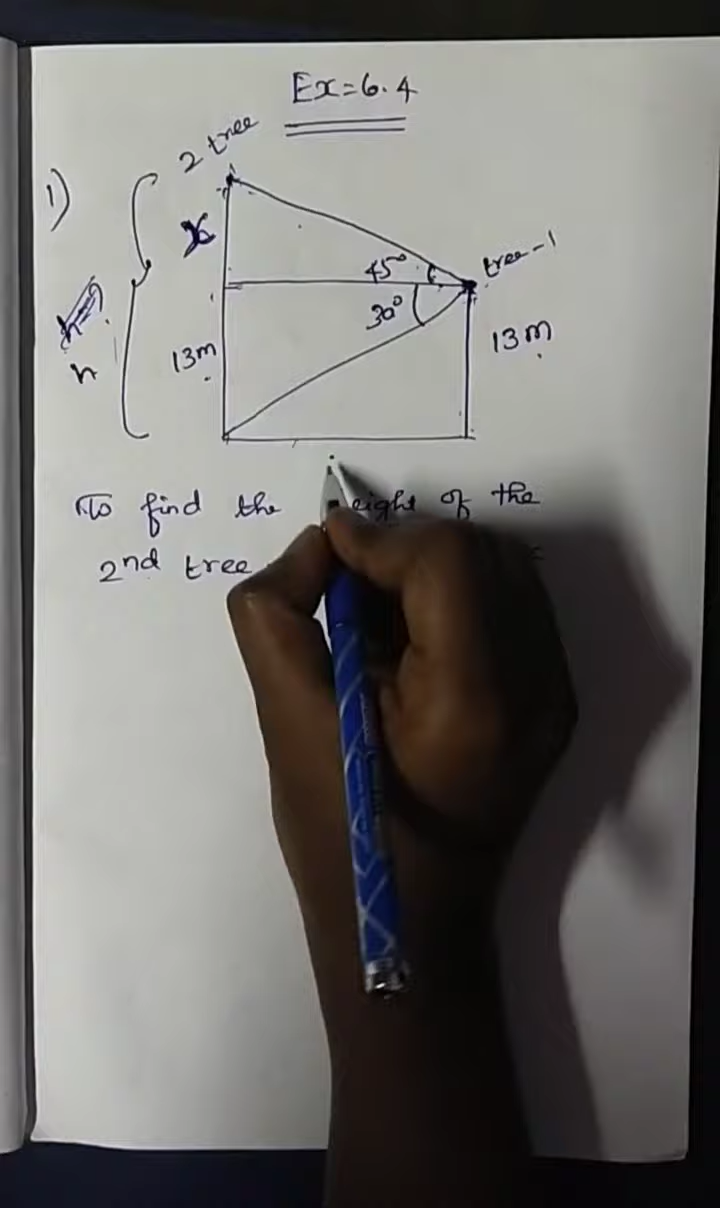 Ex=6.4
2 tree
1)
x
45°
tree-1
30°
h
13m
13m
To find the eight of the
2nd tree